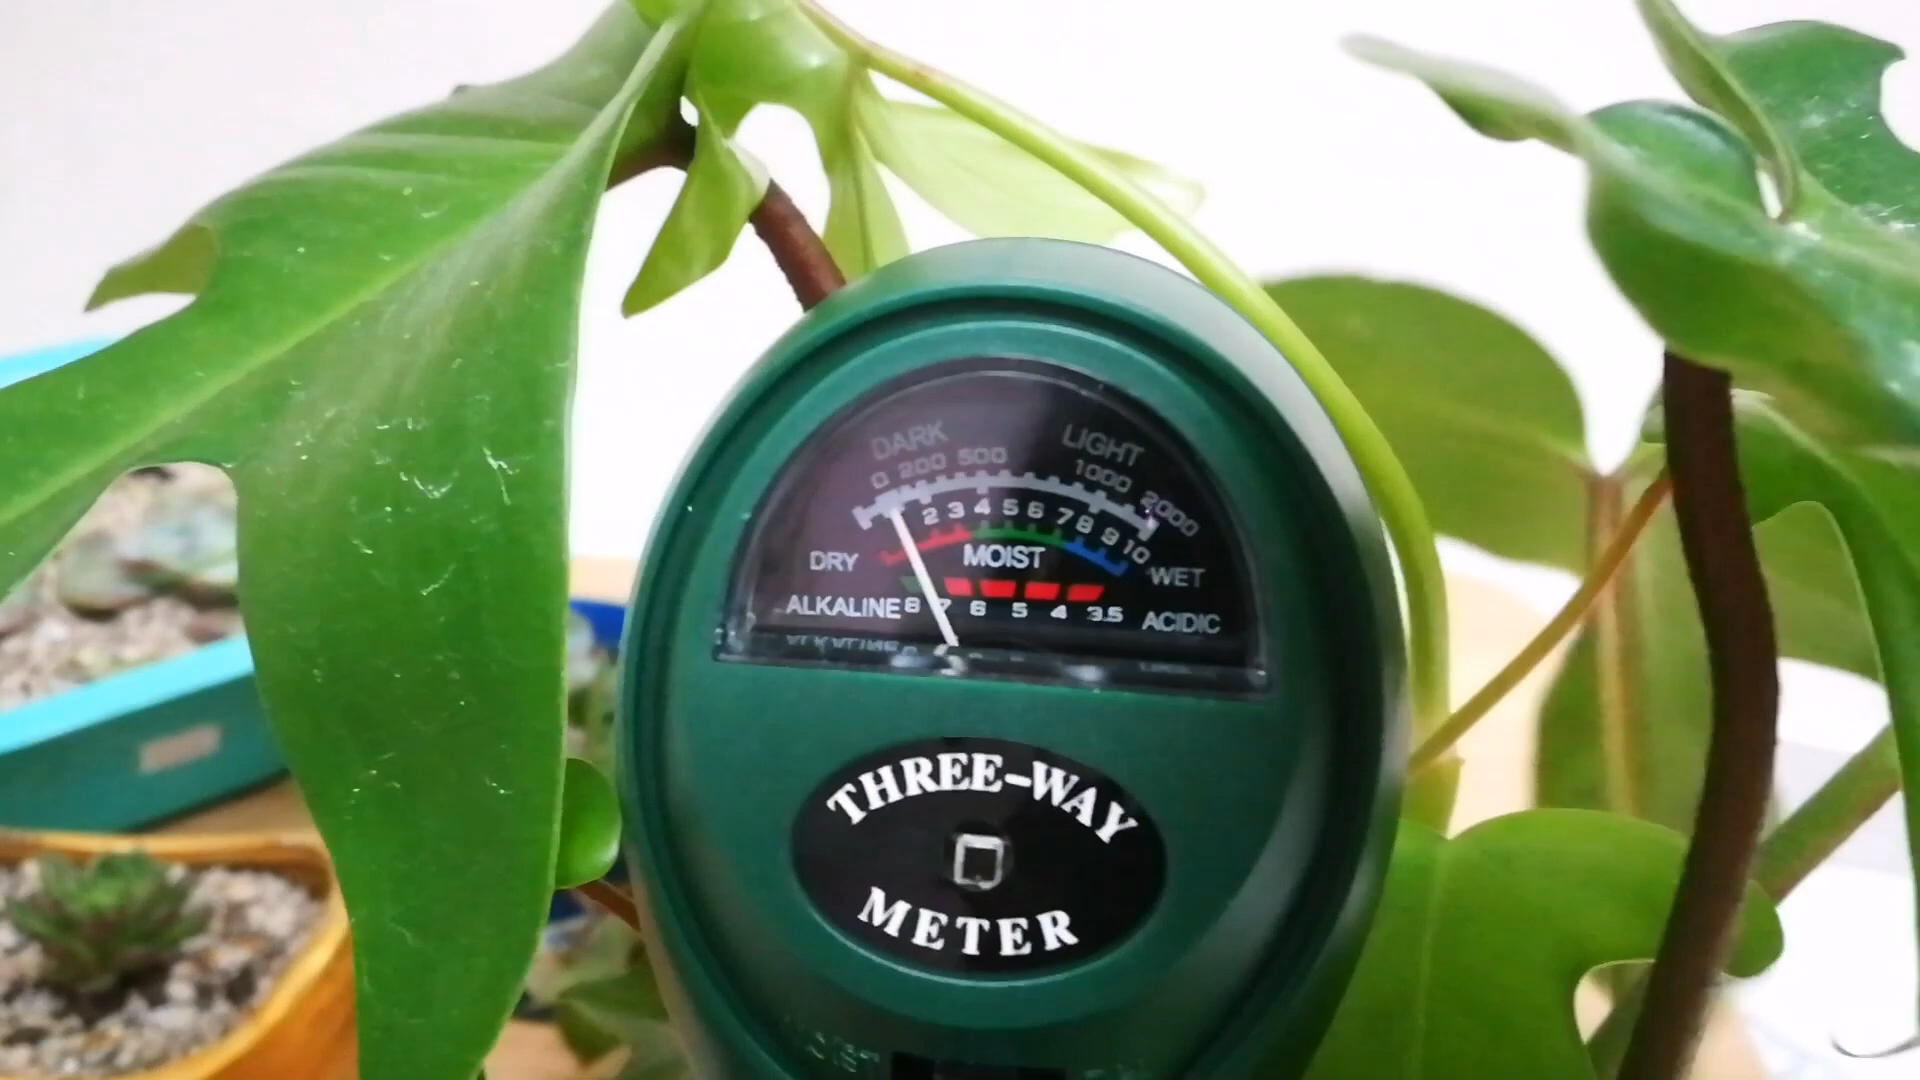 DARK LIGHT
0 200 500 1000 2000
2 3 4 5 6 7 8 9 10
DRY MOIST WET
ALKALINE 8 7 6 5 4 3.5 ACIDIC
THREE-WAY
METER